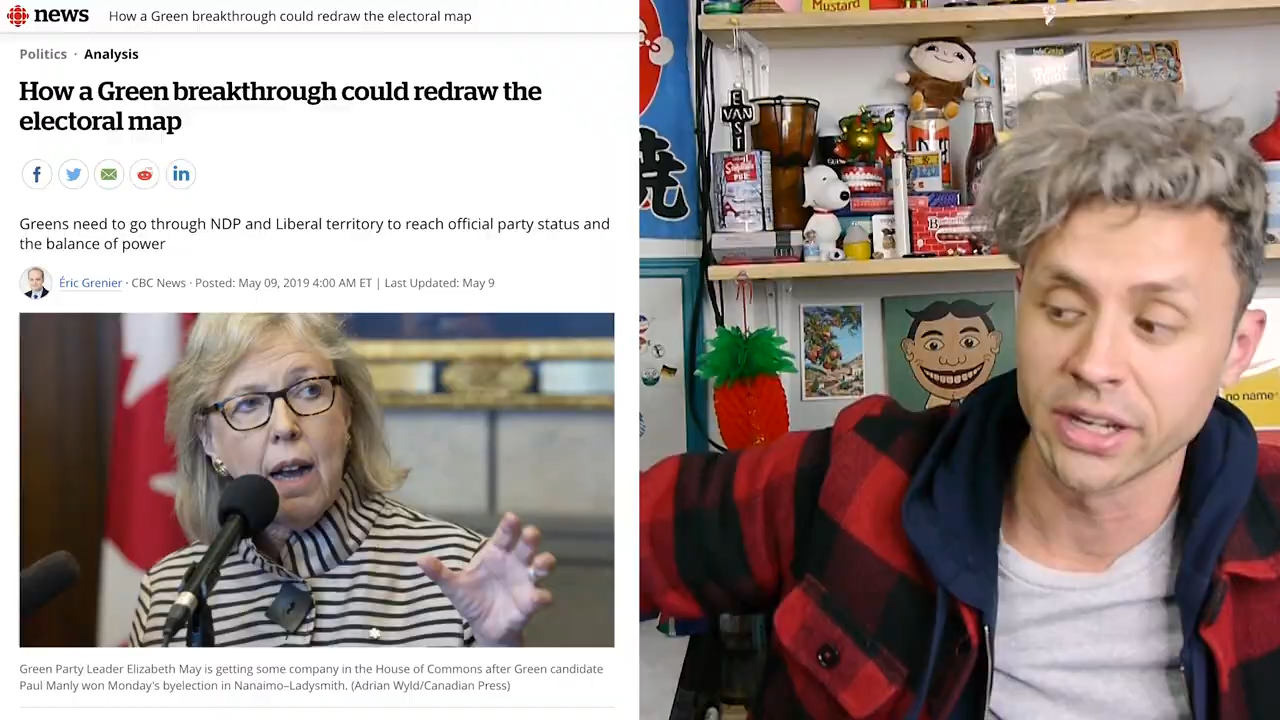 news
How a Green breakthrough could redraw the electoral map
Politics · Analysis
How a Green breakthrough could redraw the
electoral map
f
in
Greens need to go through NDP and Liberal territory to reach official party status and
the balance of power
Éric Grenier · CBC News · Posted: May 09, 2019 4:00 AM ET | Last Updated: May 9
Green Party Leader Elizabeth May is getting some company in the House of Commons after Green candidate
Paul Manly won Monday's byelection in Nanaimo–Ladysmith. (Adrian Wyld/Canadian Press)
Mustard
E
VAN
S
T
焼
no name